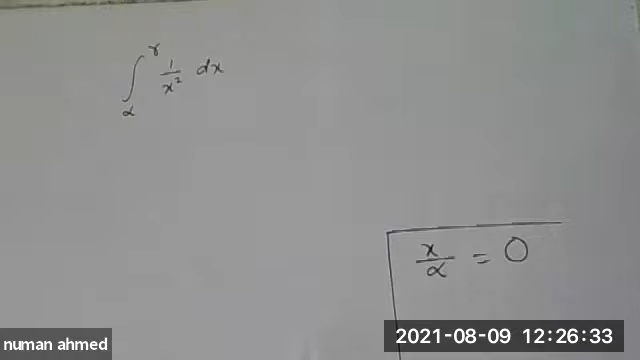 ∫_α^r 1/x² dx
x/α = 0
2021-08-09 12:26:33
numan ahmed